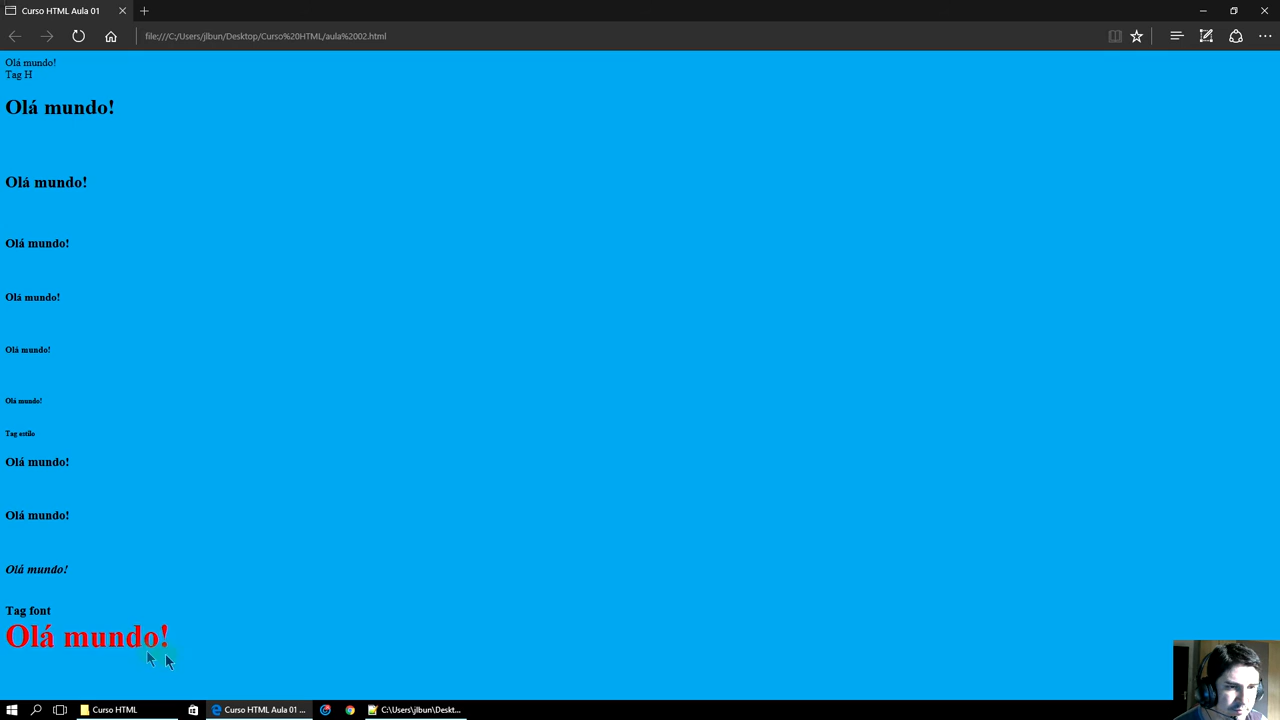 Curso HTML Aula 01
file:///C:/Users/jlbun/Desktop/Curso%20HTML/aula%2002.html
Olá mundo!
Tag H
Olá mundo!
Olá mundo!
Olá mundo!
Olá mundo!
Olá mundo!
Olá mundo!
Tag estilo
Olá mundo!
Olá mundo!
Olá mundo!
Tag font
Olá mundo!
Curso HTML
Curso HTML Aula 01 ...
C:\Users\jlbun\Deskt...